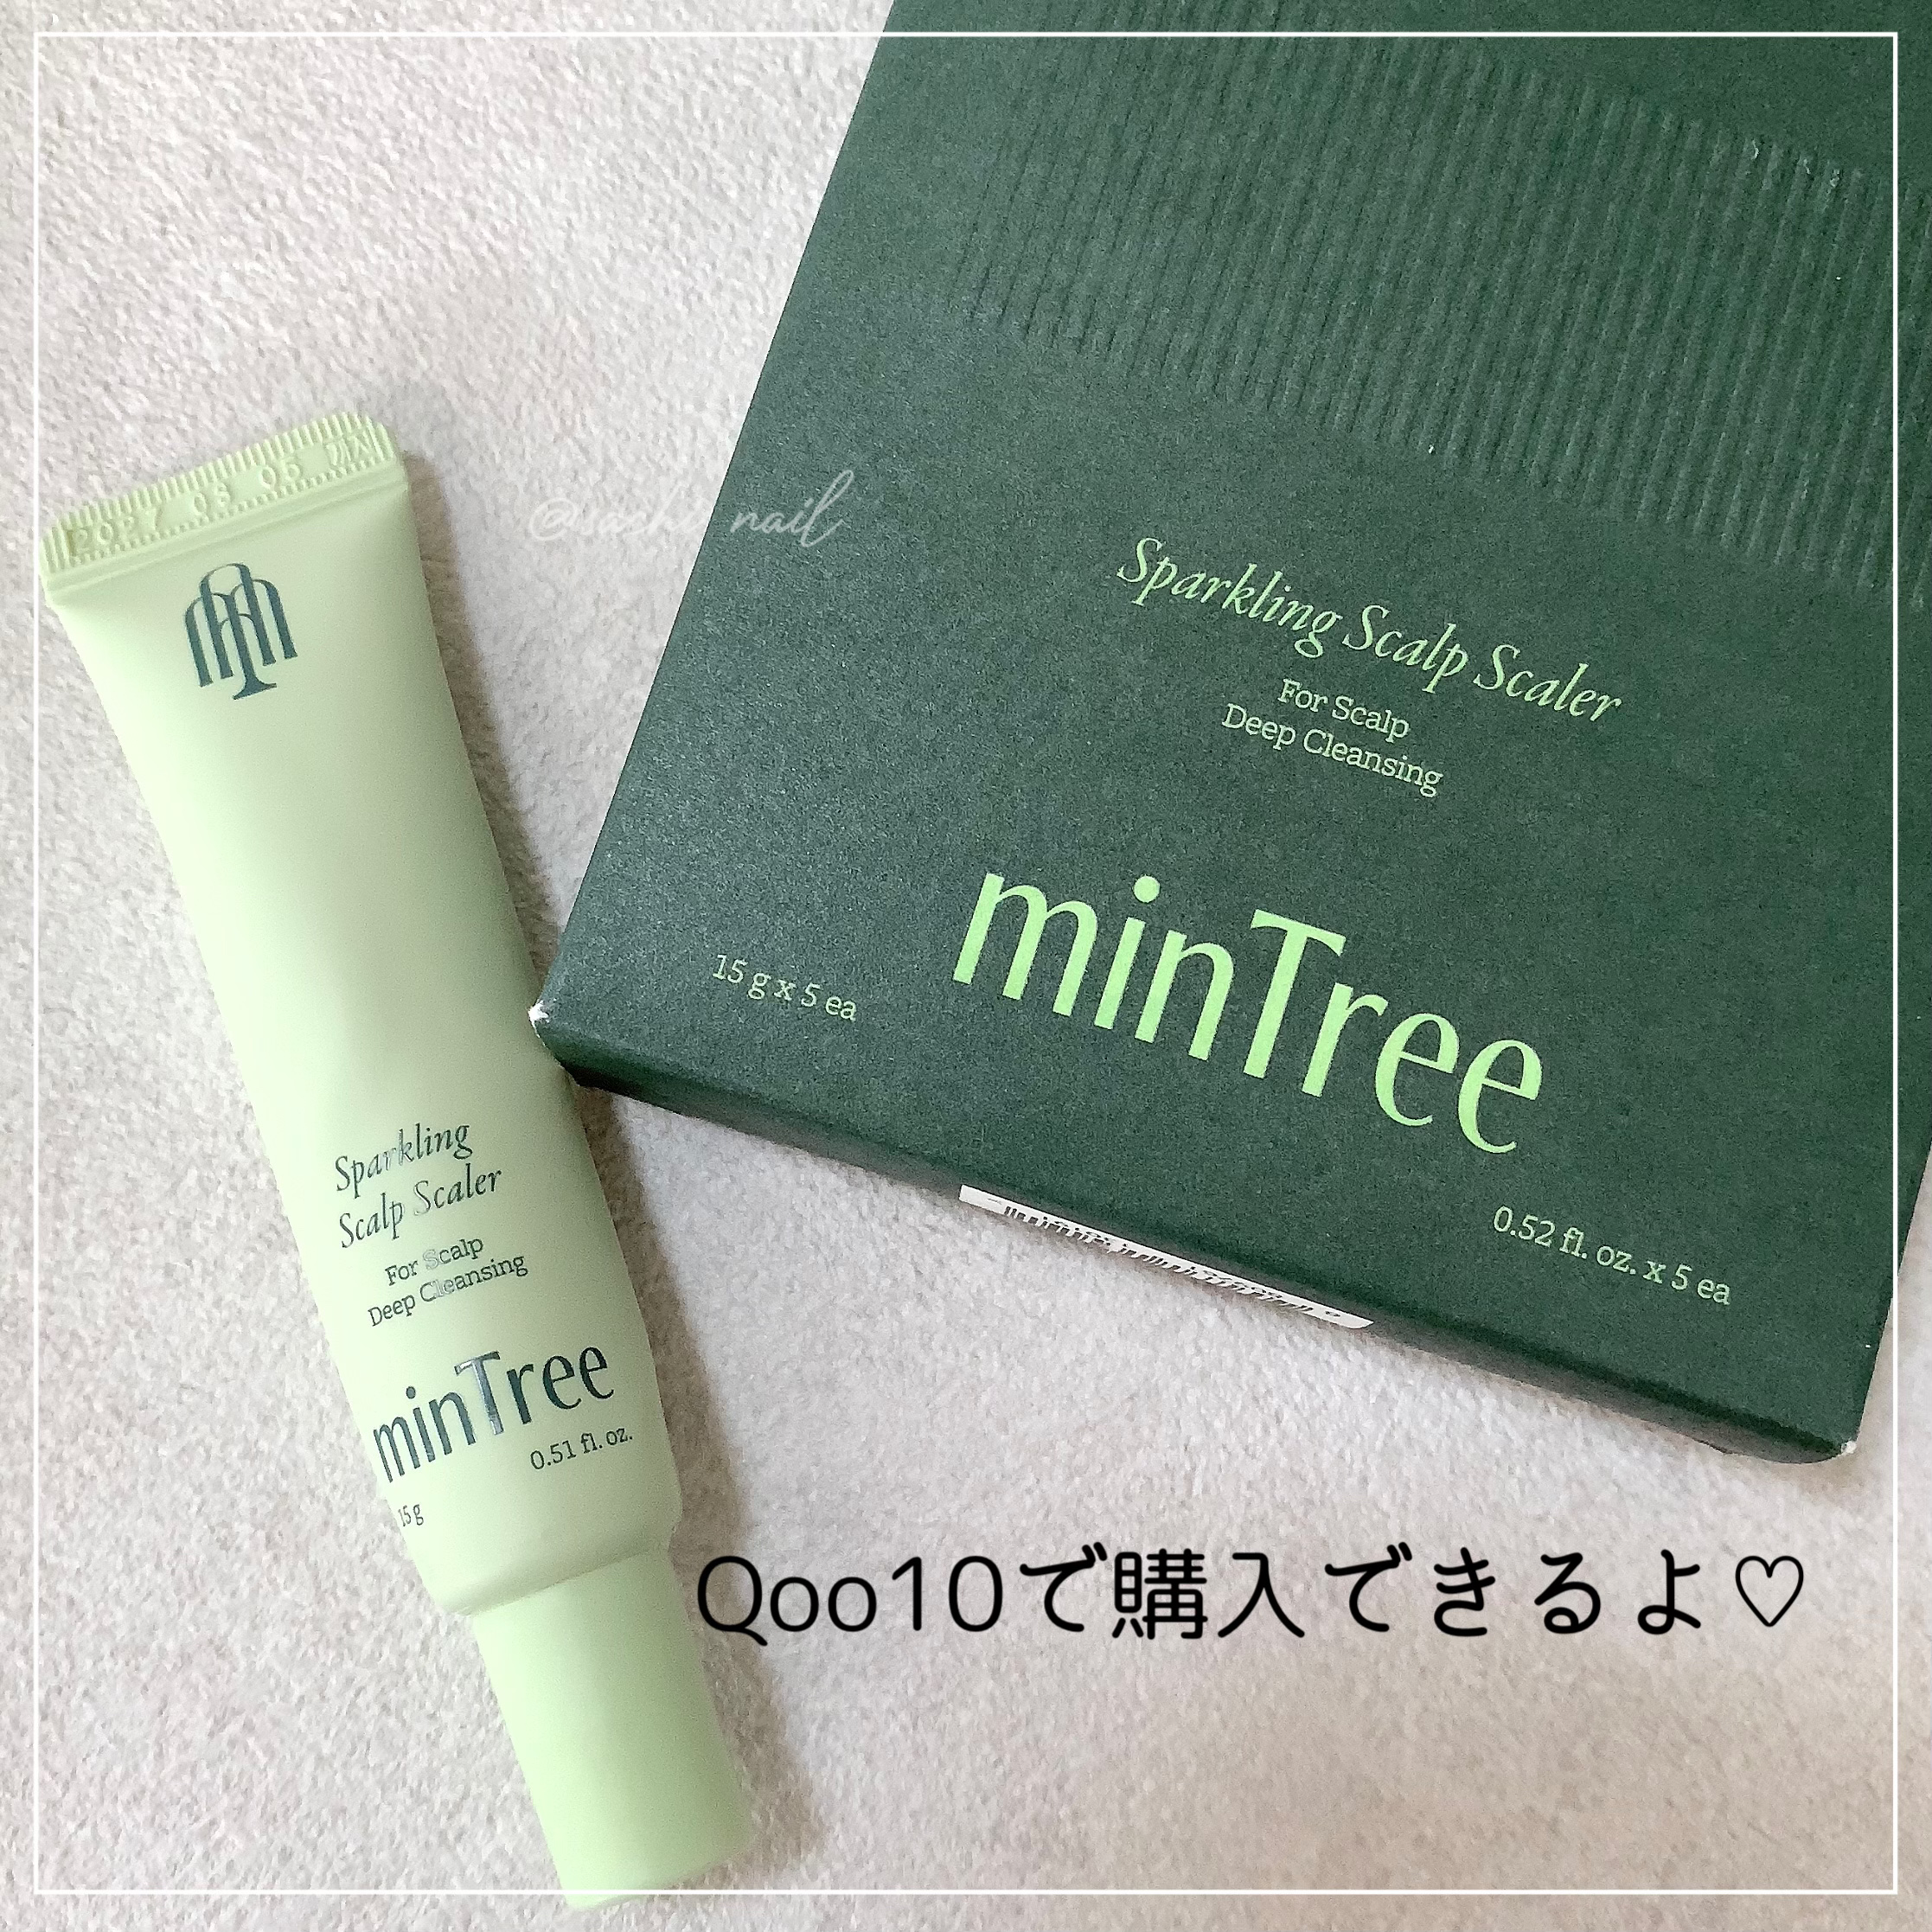 Sparkling Scalp Scaler
For Scalp
Deep Cleansing
minTree
15 g x 5 ea
0.52 fl. oz. x 5 ea
Sparkling
Scalp Scaler
For Scalp
Deep Cleansing
minTree
0.51 fl. oz.
15 g
nail
Qoo10で購入できるよ♡